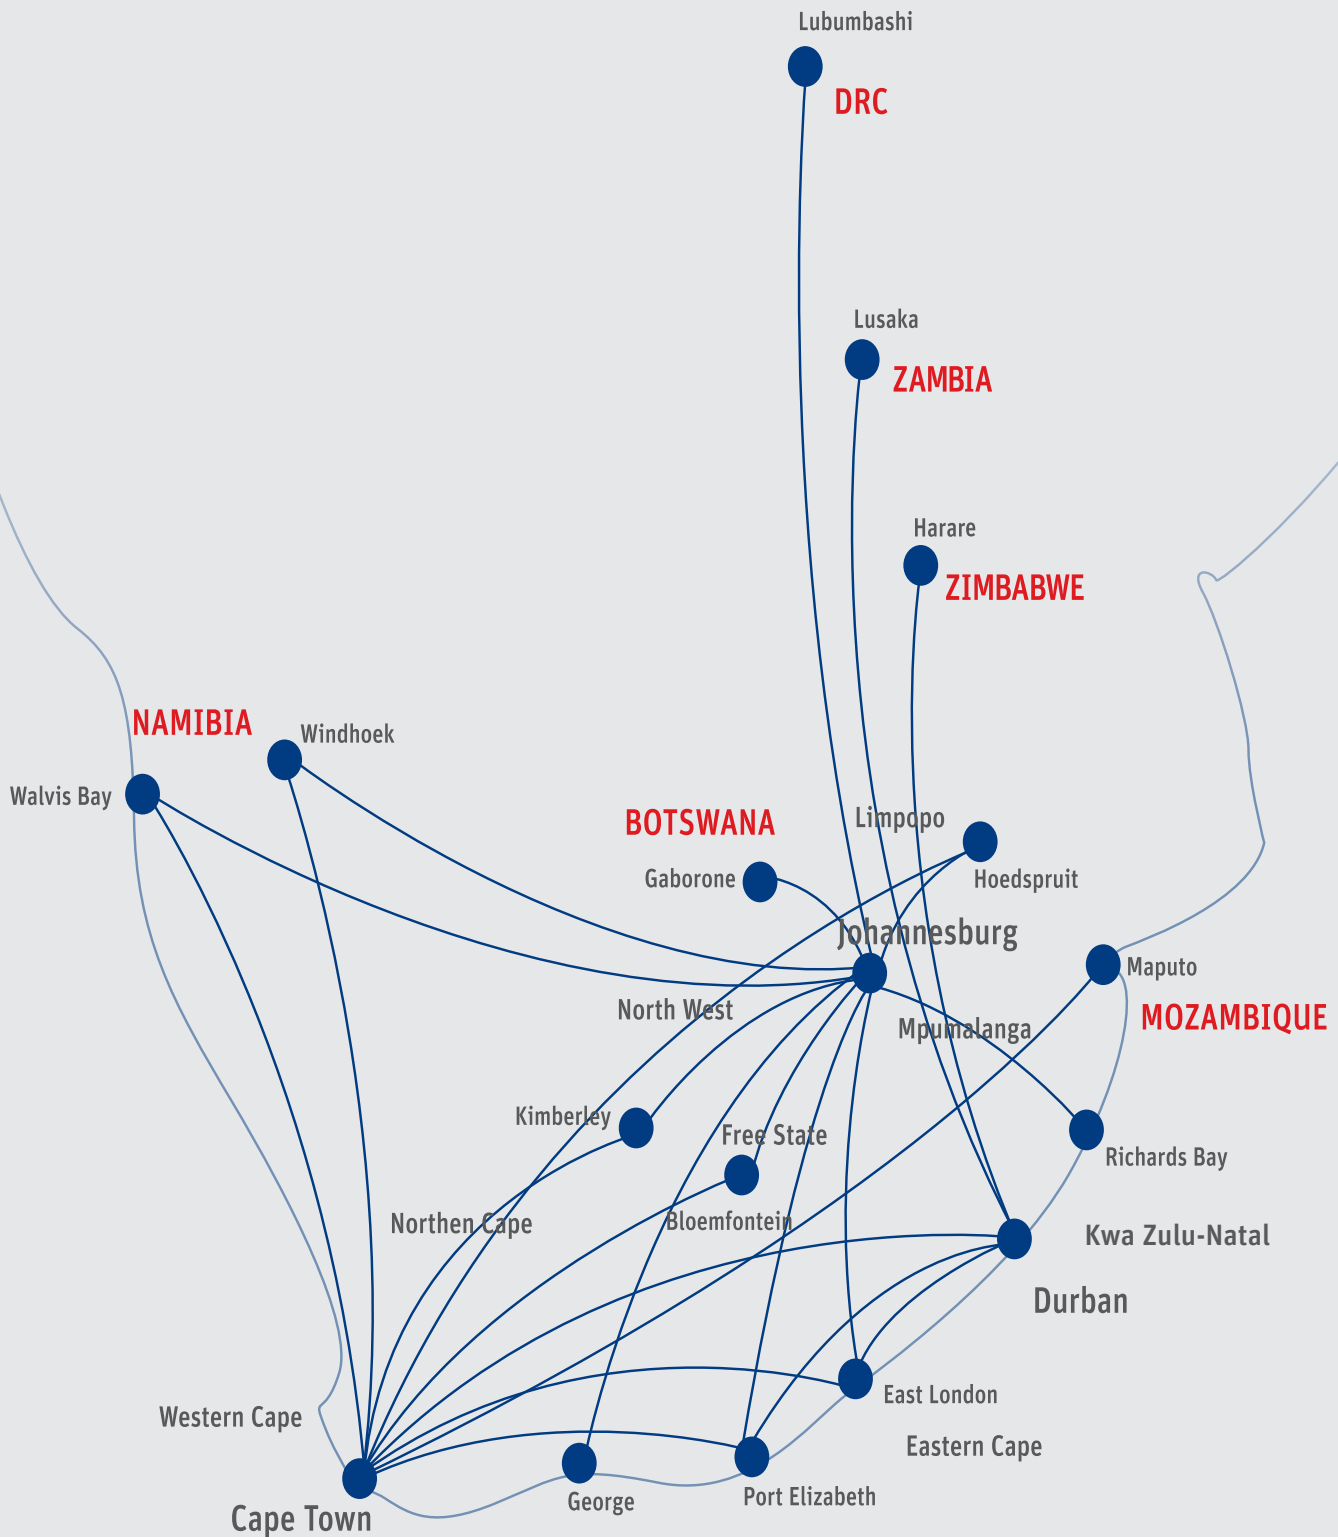 Lubumbashi
DRC
Lusaka
ZAMBIA
Harare
ZIMBABWE
NAMIBIA
Windhoek
Walvis Bay
BOTSWANA
Limpopo
Gaborone
Hoedspruit
Johannesburg
Maputo
North West
MOZAMBIQUE
Mpumalanga
Kimberley
Free State
Richards Bay
Northen Cape
Bloemfontein
Kwa Zulu-Natal
Durban
East London
Western Cape
Eastern Cape
Port Elizabeth
George
Cape Town